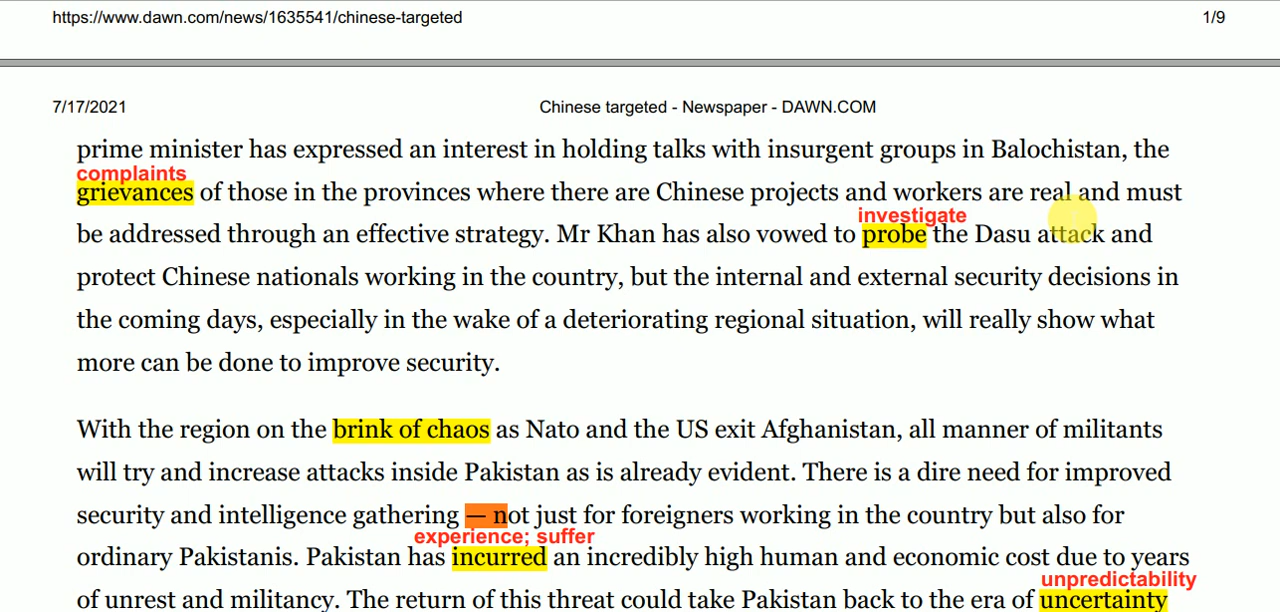 https://www.dawn.com/news/1635541/chinese-targeted 1/9
7/17/2021 Chinese targeted - Newspaper - DAWN.COM
prime minister has expressed an interest in holding talks with insurgent groups in Balochistan, the
complaints
grievances of those in the provinces where there are Chinese projects and workers are real and must
investigate
be addressed through an effective strategy. Mr Khan has also vowed to probe the Dasu attack and
protect Chinese nationals working in the country, but the internal and external security decisions in
the coming days, especially in the wake of a deteriorating regional situation, will really show what
more can be done to improve security.
With the region on the brink of chaos as Nato and the US exit Afghanistan, all manner of militants
will try and increase attacks inside Pakistan as is already evident. There is a dire need for improved
security and intelligence gathering — not just for foreigners working in the country but also for
experience; suffer
ordinary Pakistanis. Pakistan has incurred an incredibly high human and economic cost due to years
unpredictability
of unrest and militancy. The return of this threat could take Pakistan back to the era of uncertainty